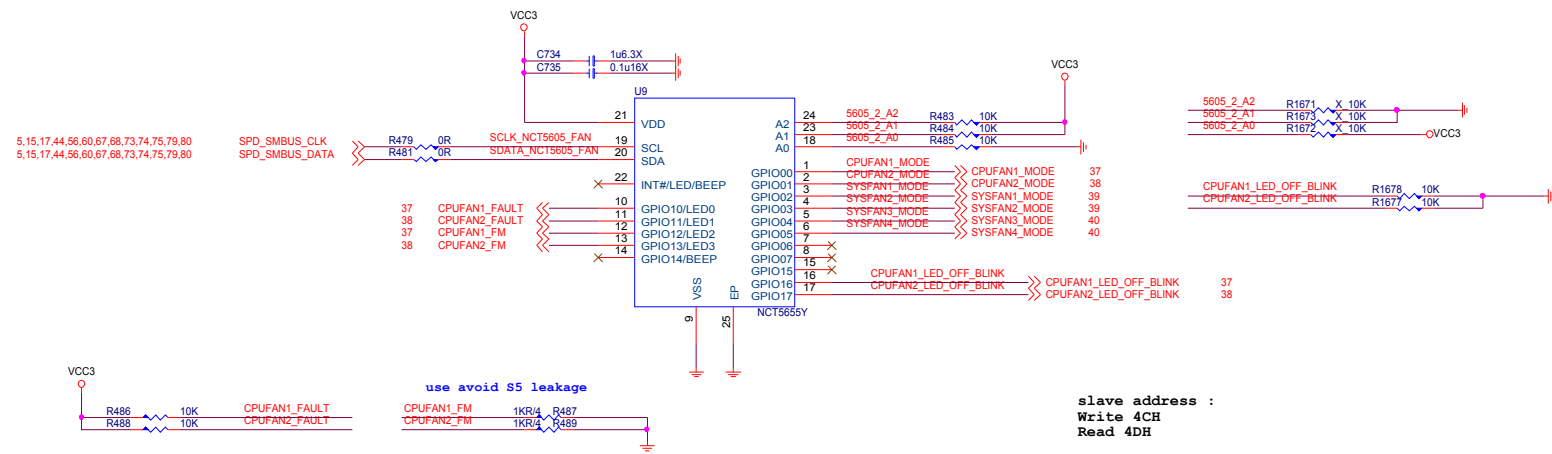 VCC3
C734 1u6.3X
C735 0.1u16X
VCC3
U9
5605_2_A2 R1671 X_10K
5605_2_A1 R1673 X_10K
5605_2_A0 R1672 X_10K
VCC3
21 VDD
24 A2 5605_2_A2 R483 10K
23 A1 5605_2_A1 R484 10K
18 A0 5605_2_A0 R485 10K
5,15,17,44,56,60,67,68,73,74,75,79,80 SPD_SMBUS_CLK R479 0R SCLK_NCT5605_FAN 19 SCL
5,15,17,44,56,60,67,68,73,74,75,79,80 SPD_SMBUS_DATA R481 0R SDATA_NCT5605_FAN 20 SDA
22 INT#/LED/BEEP
GPIO00 1 CPUFAN1_MODE CPUFAN1_MODE 37
GPIO01 2 CPUFAN2_MODE CPUFAN2_MODE 38
GPIO02 3 SYSFAN1_MODE SYSFAN1_MODE 39
GPIO03 4 SYSFAN2_MODE SYSFAN2_MODE 39
GPIO04 5 SYSFAN3_MODE SYSFAN3_MODE 40
GPIO05 6 SYSFAN4_MODE SYSFAN4_MODE 40
GPIO06 7
GPIO07 8
GPIO15 15
GPIO16 16 CPUFAN1_LED_OFF_BLINK CPUFAN1_LED_OFF_BLINK 37
GPIO17 17 CPUFAN2_LED_OFF_BLINK CPUFAN2_LED_OFF_BLINK 38
CPUFAN1_LED_OFF_BLINK R1678 10K
CPUFAN2_LED_OFF_BLINK R1677 10K
37 CPUFAN1_FAULT 10 GPIO10/LED0
38 CPUFAN2_FAULT 11 GPIO11/LED1
37 CPUFAN1_FM 12 GPIO12/LED2
38 CPUFAN2_FM 13 GPIO13/LED3
14 GPIO14/BEEP
VSS
EP
9
25
NCT5655Y
VCC3
use avoid S5 leakage
R486 10K CPUFAN1_FAULT
R488 10K CPUFAN2_FAULT
CPUFAN1_FM 1KR/4 R487
CPUFAN2_FM 1KR/4 R489
slave address :
Write 4CH
Read 4DH